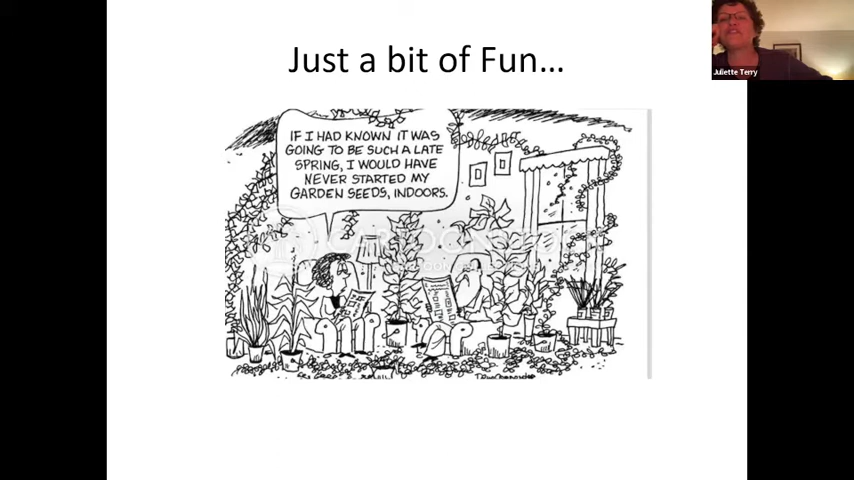 Just a bit of Fun...
Juliette Terry
IF I HAD KNOWN IT WAS
GOING TO BE SUCH A LATE
SPRING, I WOULD HAVE
NEVER STARTED MY
GARDEN SEEDS, INDOORS.